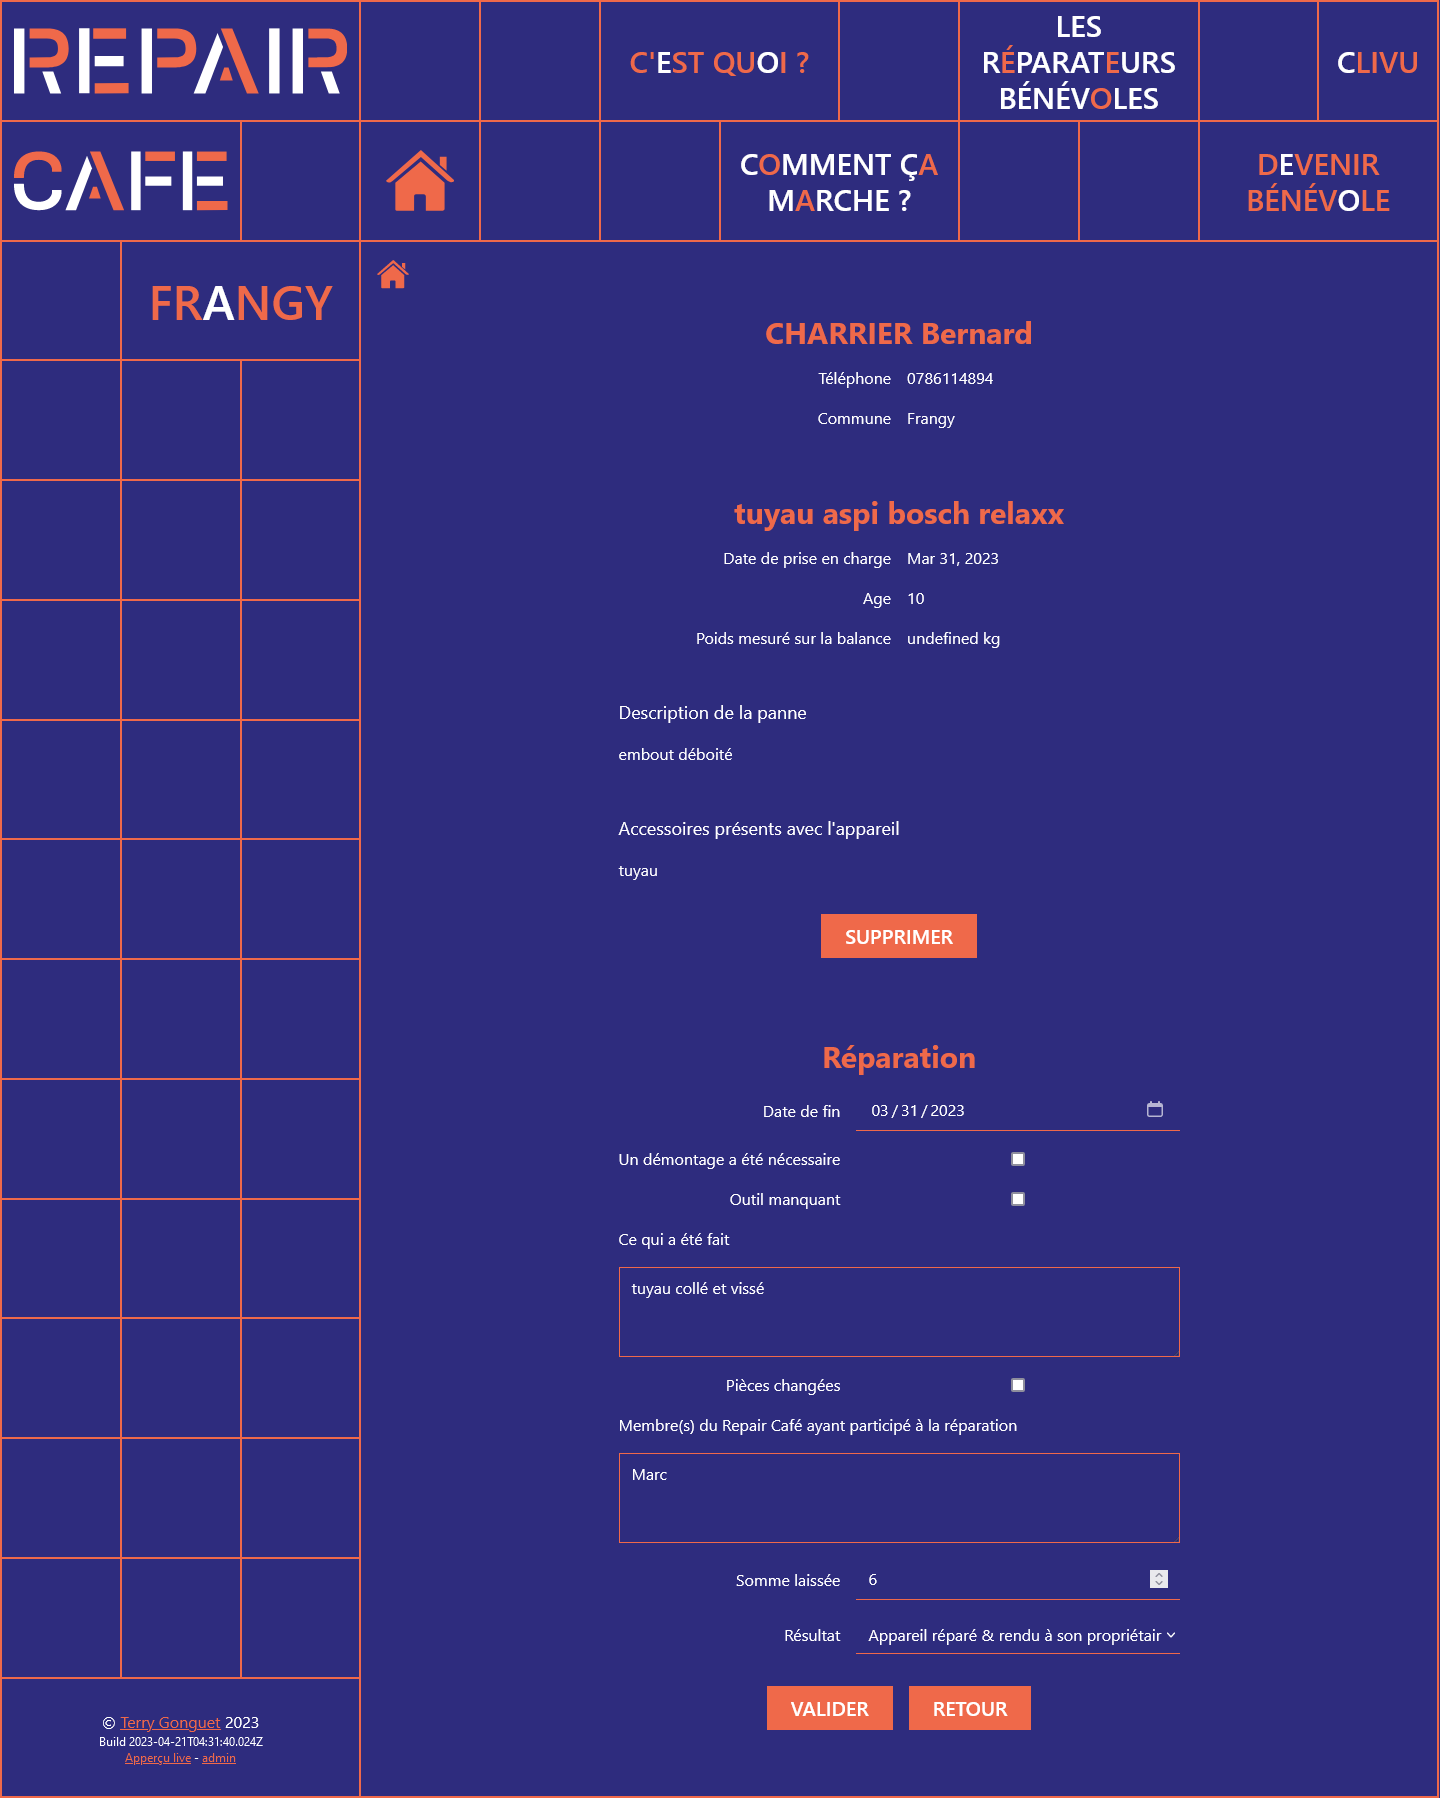 REPAIR
C'EST QUOI ?
LES
RÉPARATEURS
BÉNÉVOLES
CLIVU
CAFE
COMMENT ÇA
MARCHE ?
DEVENIR
BÉNÉVOLE
FRANGY
CHARRIER Bernard
Téléphone 0786114894
Commune Frangy
tuyau aspi bosch relaxx
Date de prise en charge Mar 31, 2023
Age 10
Poids mesuré sur la balance undefined kg
Description de la panne
embout déboité
Accessoires présents avec l'appareil
tuyau
SUPPRIMER
Réparation
Date de fin 03/31/2023
Un démontage a été nécessaire
Outil manquant
Ce qui a été fait
tuyau collé et vissé
Pièces changées
Membre(s) du Repair Café ayant participé à la réparation
Marc
Somme laissée 6
Résultat Appareil réparé & rendu à son propriétair
VALIDER RETOUR
© Terry Gonguet 2023
Build 2023-04-21T04:31:40.024Z
Apperçu live - admin